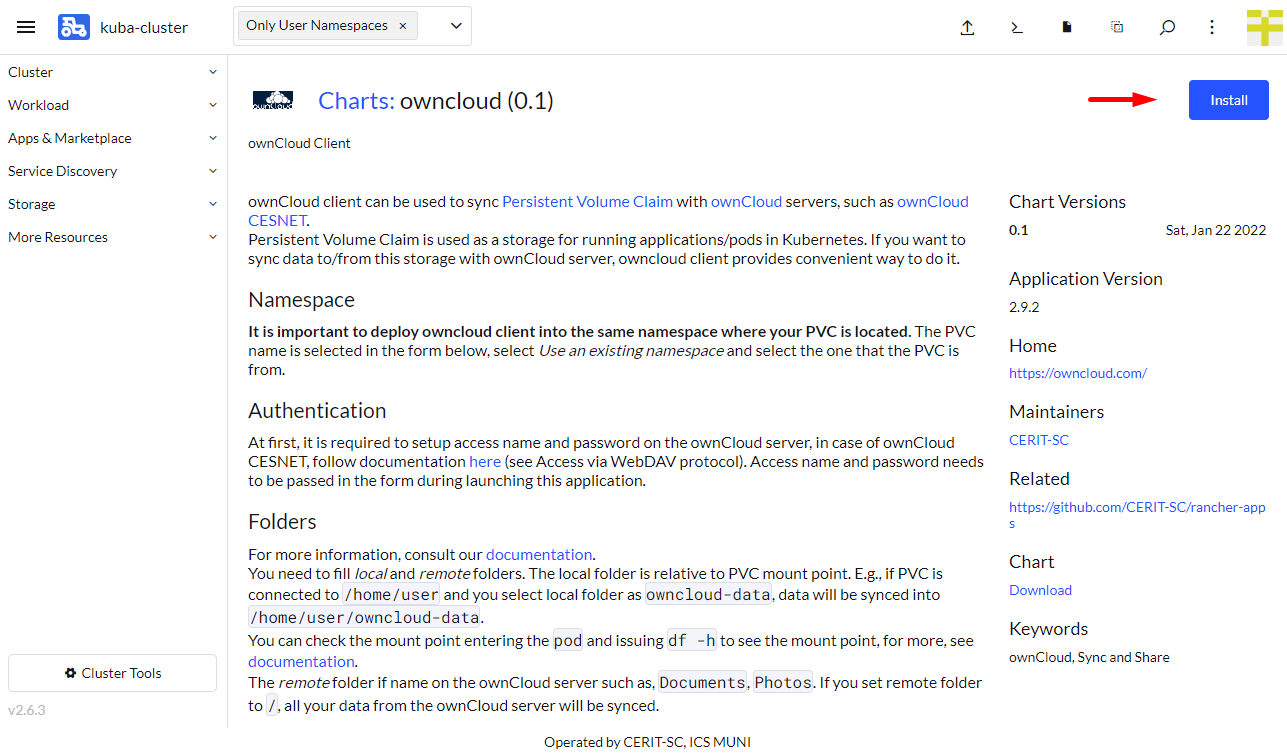 kuba-cluster
Only User Namespaces ×
Cluster
Workload
Apps & Marketplace
Service Discovery
Storage
More Resources
Cluster Tools
v2.6.3
ownCloud
Charts: owncloud (0.1)
Install
ownCloud Client
ownCloud client can be used to sync Persistent Volume Claim with ownCloud servers, such as ownCloud
CESNET.
Persistent Volume Claim is used as a storage for running applications/pods in Kubernetes. If you want to
sync data to/from this storage with ownCloud server, owncloud client provides convenient way to do it.
Namespace
It is important to deploy owncloud client into the same namespace where your PVC is located. The PVC
name is selected in the form below, select Use an existing namespace and select the one that the PVC is
from.
Authentication
At first, it is required to setup access name and password on the ownCloud server, in case of ownCloud
CESNET, follow documentation here (see Access via WebDAV protocol). Access name and password needs
to be passed in the form during launching this application.
Folders
For more information, consult our documentation.
You need to fill local and remote folders. The local folder is relative to PVC mount point. E.g., if PVC is
connected to /home/user and you select local folder as owncloud-data, data will be synced into
/home/user/owncloud-data.
You can check the mount point entering the pod and issuing df -h to see the mount point, for more, see
documentation.
The remote folder if name on the ownCloud server such as, Documents, Photos. If you set remote folder
to /, all your data from the ownCloud server will be synced.
Chart Versions
0.1 Sat, Jan 22 2022
Application Version
2.9.2
Home
https://owncloud.com/
Maintainers
CERIT-SC
Related
https://github.com/CERIT-SC/rancher-app
s
Chart
Download
Keywords
ownCloud, Sync and Share
Operated by CERIT-SC, ICS MUNI